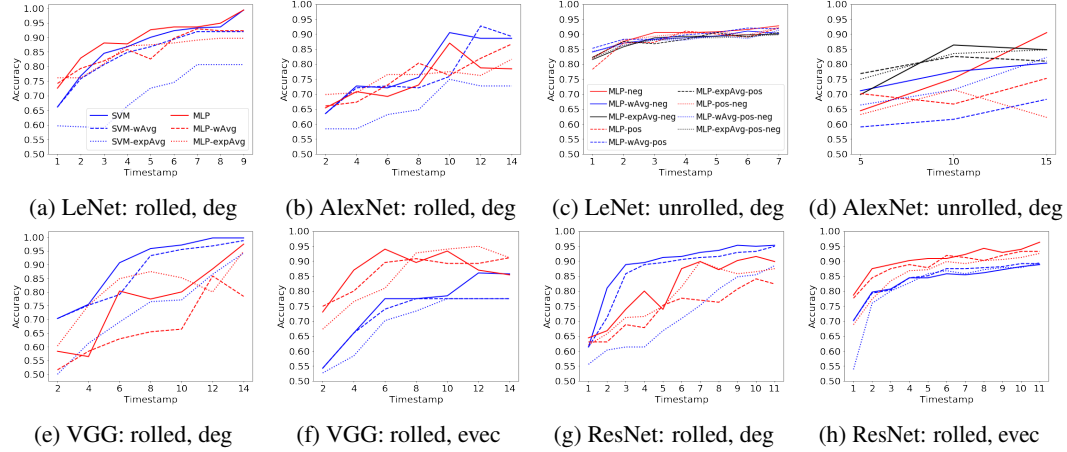 1.00
0.95
0.90
0.85
0.80
0.75
0.70
0.65
0.60
0.55
0.50
Accuracy
SVM
SVM-wAvg
SVM-expAvg
MLP
MLP-wAvg
MLP-expAvg
1 2 3 4 5 6 7 8 9
Timestamp
(a) LeNet: rolled, deg
1.00
0.95
0.90
0.85
0.80
0.75
0.70
0.65
0.60
0.55
0.50
Accuracy
2 4 6 8 10 12 14
Timestamp
(b) AlexNet: rolled, deg
1.00
0.95
0.90
0.85
0.80
0.75
0.70
0.65
0.60
0.55
0.50
Accuracy
MLP-neg
MLP-wAvg-neg
MLP-expAvg-neg
MLP-pos
MLP-wAvg-pos
MLP-expAvg-pos
MLP-pos-neg
MLP-wAvg-pos-neg
MLP-expAvg-pos-neg
1 2 3 4 5 6 7
Timestamp
(c) LeNet: unrolled, deg
1.00
0.95
0.90
0.85
0.80
0.75
0.70
0.65
0.60
0.55
0.50
Accuracy
5 10 15
Timestamp
(d) AlexNet: unrolled, deg
1.00
0.95
0.90
0.85
0.80
0.75
0.70
0.65
0.60
0.55
0.50
Accuracy
2 4 6 8 10 12 14
Timestamp
(e) VGG: rolled, deg
1.00
0.95
0.90
0.85
0.80
0.75
0.70
0.65
0.60
0.55
0.50
Accuracy
2 4 6 8 10 12 14
Timestamp
(f) VGG: rolled, evec
1.00
0.95
0.90
0.85
0.80
0.75
0.70
0.65
0.60
0.55
0.50
Accuracy
1 2 3 4 5 6 7 8 9 10 11
Timestamp
(g) ResNet: rolled, deg
1.00
0.95
0.90
0.85
0.80
0.75
0.70
0.65
0.60
0.55
0.50
Accuracy
1 2 3 4 5 6 7 8 9 10 11
Timestamp
(h) ResNet: rolled, evec